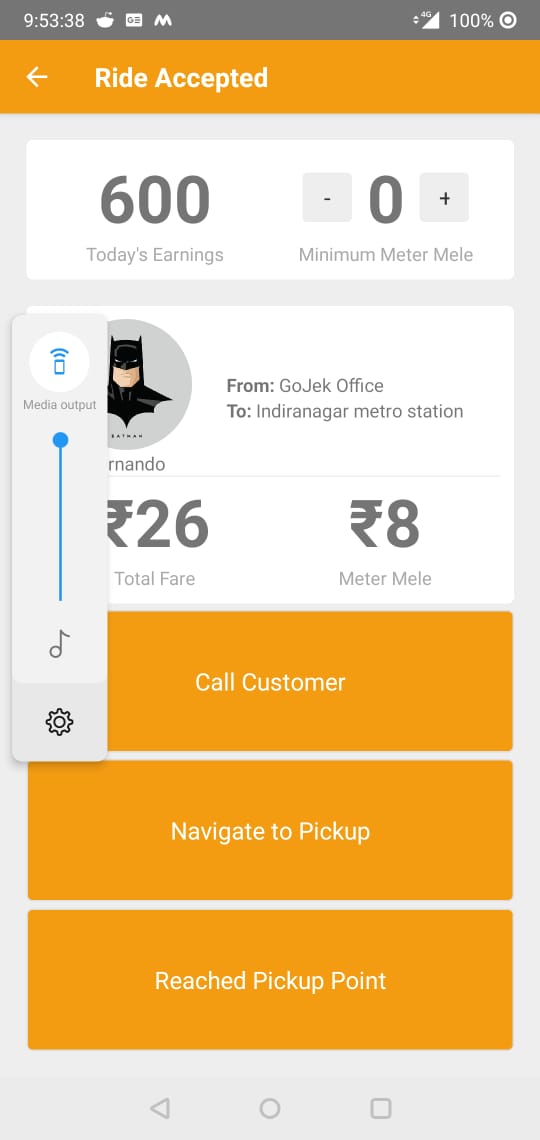 9:53:38 4G 100%
Ride Accepted
600 - 0 +
Today's Earnings Minimum Meter Mele
Media output
BATMAN
From: GoJek Office
To: Indiranagar metro station
rnando
₹26 ₹8
Total Fare Meter Mele
Call Customer
Navigate to Pickup
Reached Pickup Point